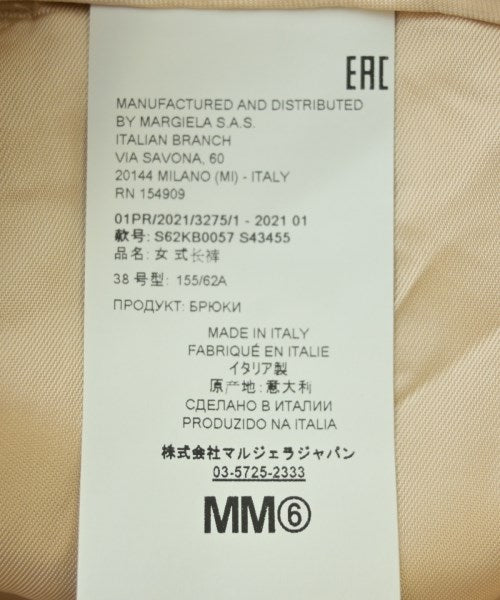 EAC
MANUFACTURED AND DISTRIBUTED
BY MARGIELA S.A.S.
ITALIAN BRANCH
VIA SAVONA, 60
20144 MILANO (MI) - ITALY
RN 154909
01PR/2021/3275/1 - 2021 01
款号: S62KB0057 S43455
品名: 女 式长裤
38 号型: 155/62A
ПРОДУКТ: БРЮКИ
MADE IN ITALY
FABRIQUÉ EN ITALIE
イタリア製
原产地: 意大利
СДЕЛАНО В ИТАЛИИ
PRODUZIDO NA ITALIA
株式会社マルジェラジャパン
03-5725-2333
MM⑥